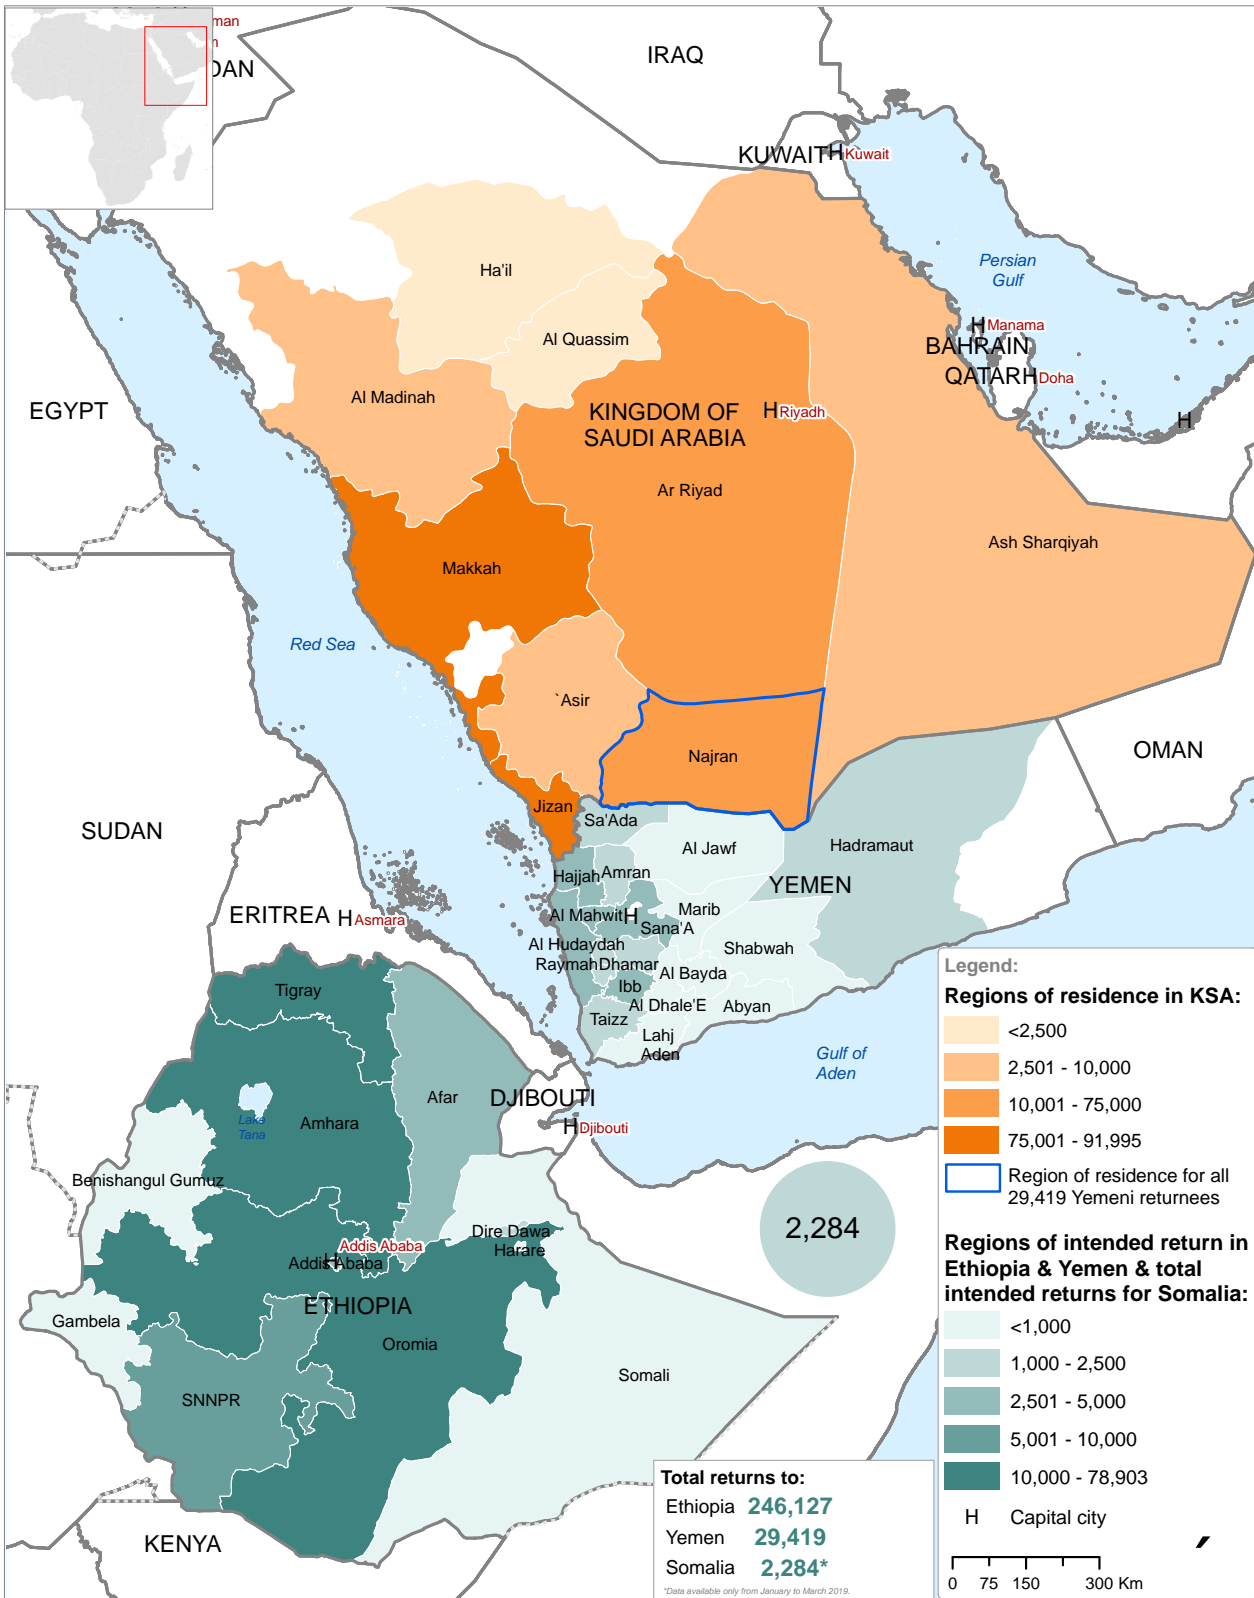 man
n
DAN
IRAQ
KUWAIT
H
Kuwait
Ha'il
Persian
Gulf
Al Quassim
H
Manama
BAHRAIN
QATAR
H
Doha
Al Madinah
EGYPT
KINGDOM OF
SAUDI ARABIA
H
Riyadh
H
Ar Riyad
Ash Sharqiyah
Makkah
Red Sea
`Asir
Najran
OMAN
Jizan
Sa'Ada
SUDAN
Al Jawf
Hadramaut
Hajjah
Amran
YEMEN
ERITREA
H
Asmara
Al Mahwit
H
Marib
Sana'A
Al Hudaydah
Shabwah
Raymah
Dhamar
Al Bayda
Ibb
Tigray
Al Dhale'E
Abyan
Taizz
Lahj
Aden
Gulf of
Aden
Afar
DJIBOUTI
Lake
Tana
Amhara
H
Djibouti
Benishangul Gumuz
2,284
Dire Dawa
Harare
Addis Ababa
H
Addis Ababa
ETHIOPIA
Gambela
Oromia
Somali
SNNPR
KENYA
Total returns to:
Ethiopia 246,127
Yemen 29,419
Somalia 2,284*
*Data available only from January to March 2019.
Legend:
Regions of residence in KSA:
<2,500
2,501 - 10,000
10,001 - 75,000
75,001 - 91,995
Region of residence for all
29,419 Yemeni returnees
Regions of intended return in
Ethiopia & Yemen & total
intended returns for Somalia:
<1,000
1,000 - 2,500
2,501 - 5,000
5,001 - 10,000
10,000 - 78,903
H Capital city
0 75 150 300 Km